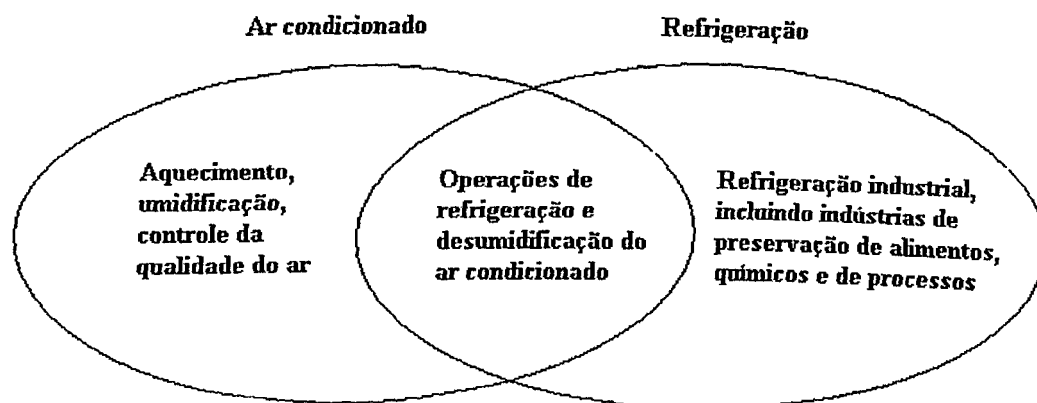 Ar condicionado
Refrigeração
Aquecimento,
umidificação,
controle da
qualidade do ar
Operações de
refrigeração e
desumidificação do
ar condicionado
Refrigeração industrial,
incluindo indústrias de
preservação de alimentos,
químicos e de processos